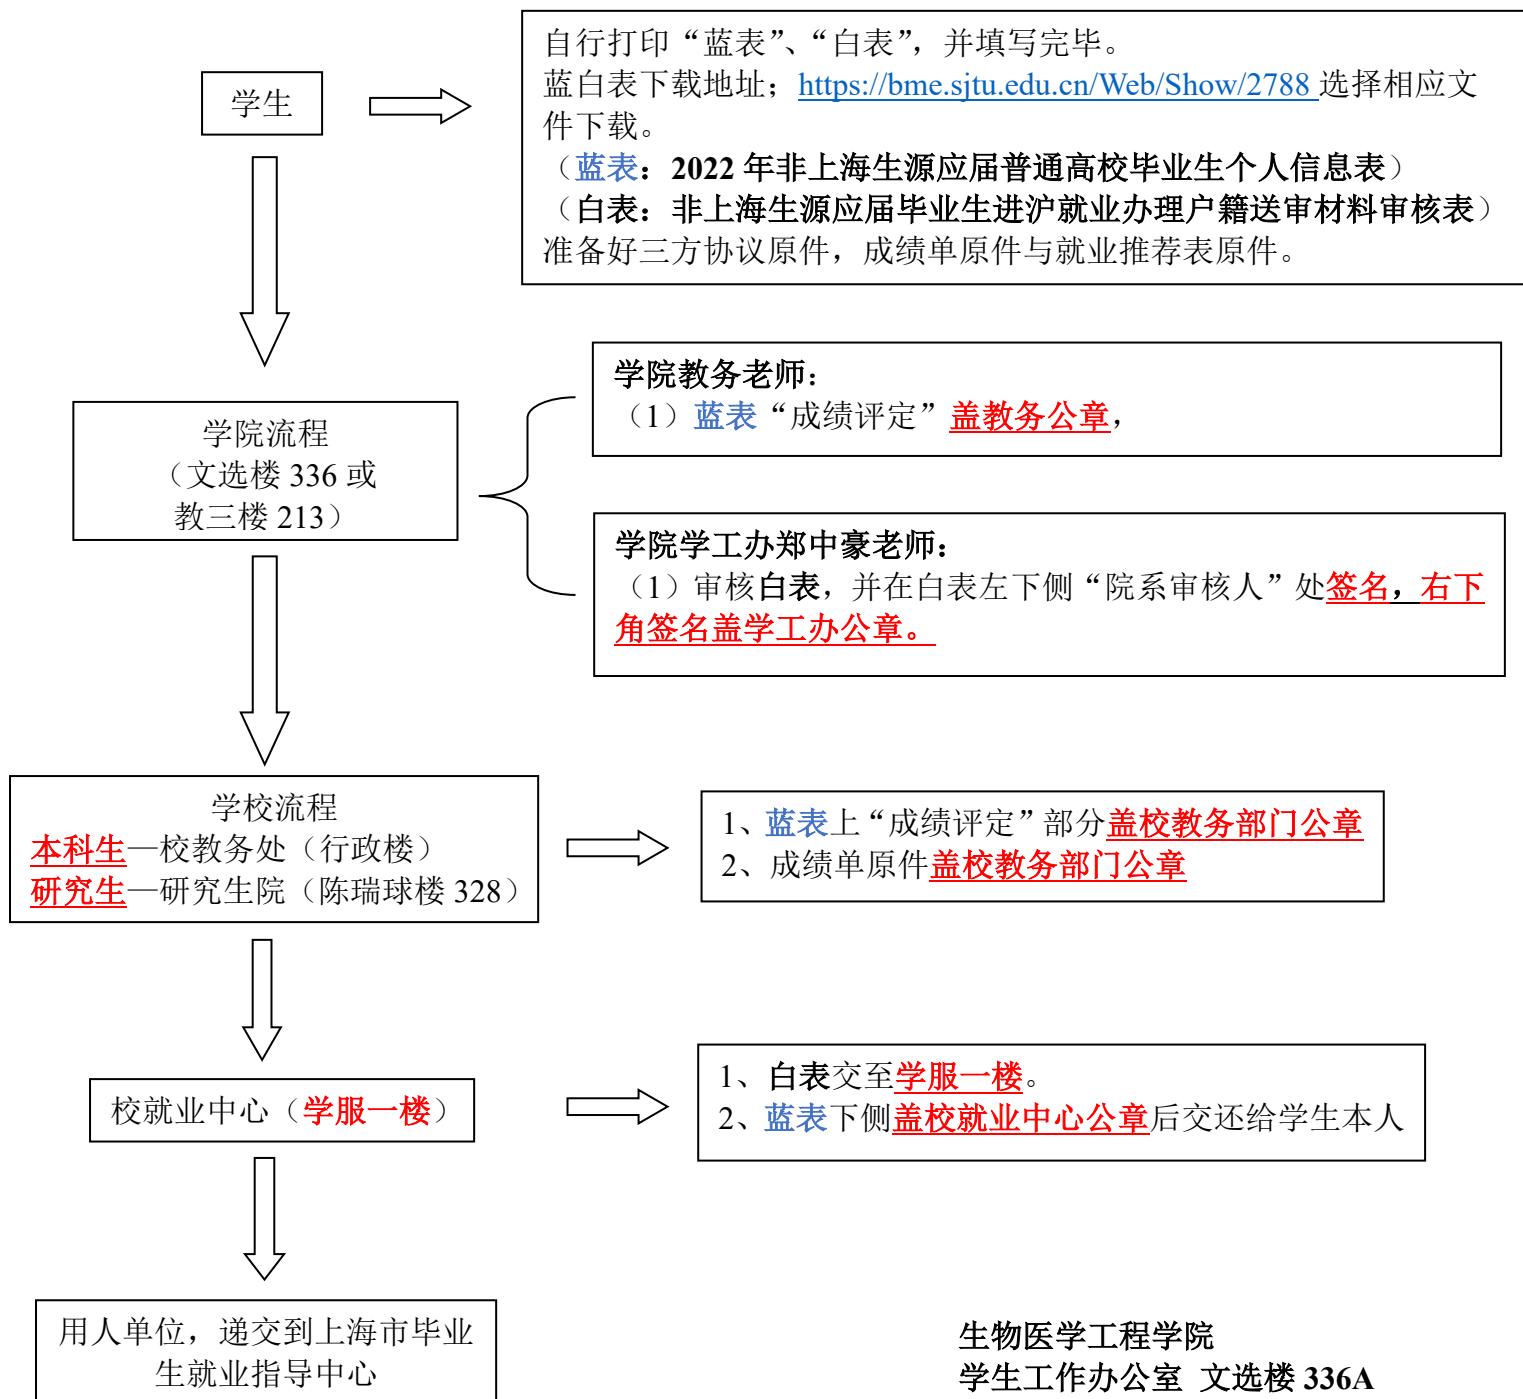 学生
自行打印“蓝表”、“白表”，并填写完毕。
蓝白表下载地址；https://bme.sjtu.edu.cn/Web/Show/2788 选择相应文
件下载。
（蓝表：2022 年非上海生源应届普通高校毕业生个人信息表）
（白表：非上海生源应届毕业生进沪就业办理户籍送审材料审核表）
准备好三方协议原件，成绩单原件与就业推荐表原件。
学院流程
（文选楼 336 或
教三楼 213）
学院教务老师：
（1）蓝表“成绩评定”盖教务公章，
学院学工办郑中豪老师：
（1）审核白表，并在白表左下侧“院系审核人”处签名，右下
角签名盖学工办公章。
学校流程
本科生—校教务处（行政楼）
研究生—研究生院（陈瑞球楼 328）
1、蓝表上“成绩评定”部分盖校教务部门公章
2、成绩单原件盖校教务部门公章
校就业中心（学服一楼）
1、白表交至学服一楼。
2、蓝表下侧盖校就业中心公章后交还给学生本人
用人单位，递交到上海市毕业
生就业指导中心
生物医学工程学院
学生工作办公室 文选楼 336A